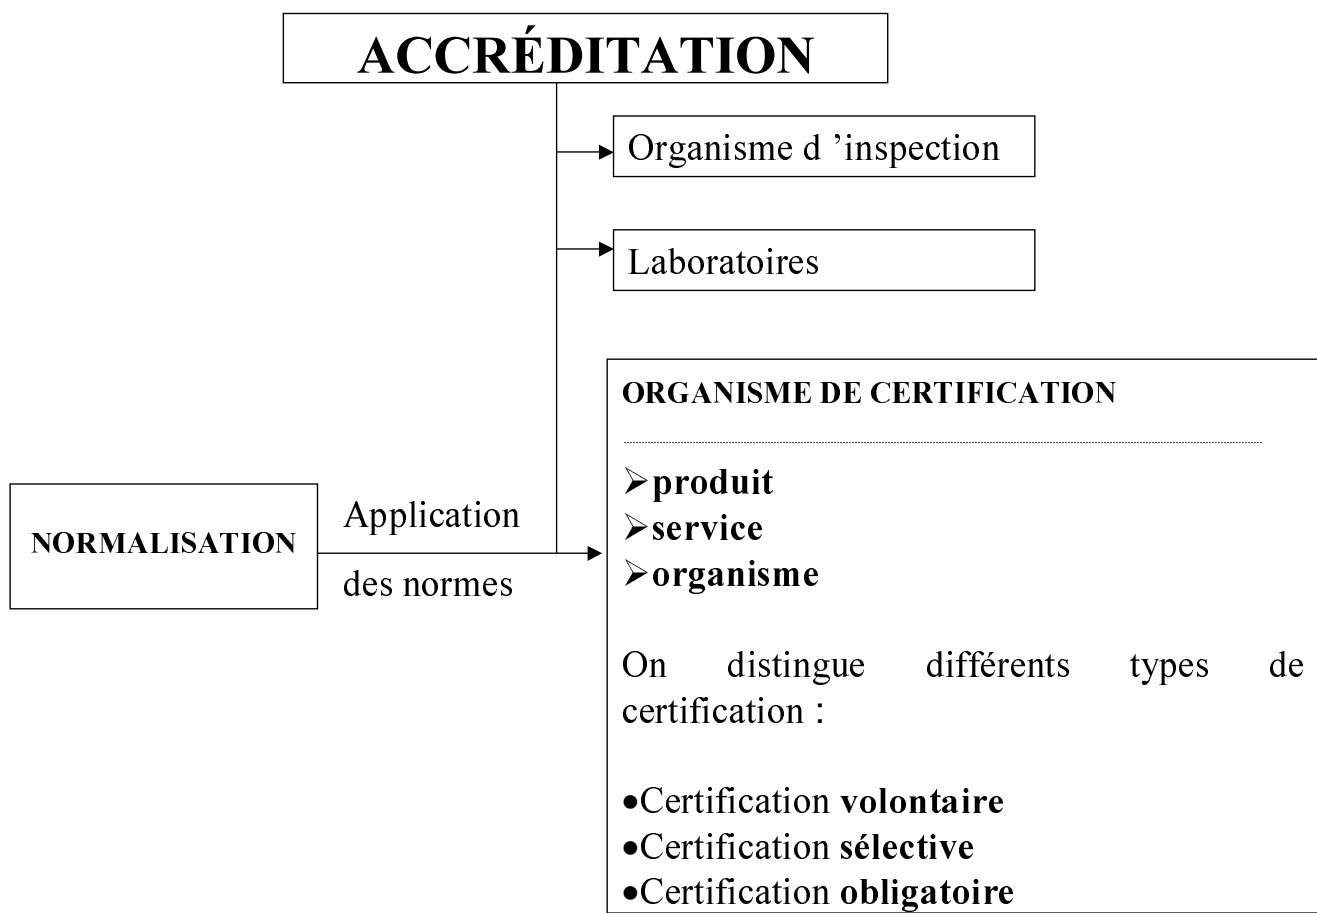 ACCRÉDITATION
Organisme d ’inspection
Laboratoires
ORGANISME DE CERTIFICATION
➢produit
➢service
➢organisme
NORMALISATION
Application
des normes
On distingue différents types de
certification :
•Certification volontaire
•Certification sélective
•Certification obligatoire